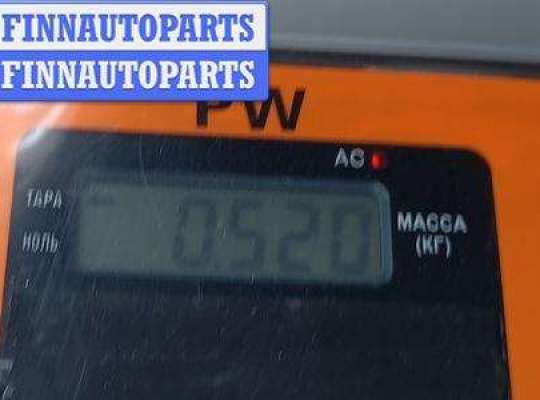 FINNAUTOPARTS
FINNAUTOPARTS
PW
AC
ТАРА
0.520
МАССА
НОЛЬ
(КГ)